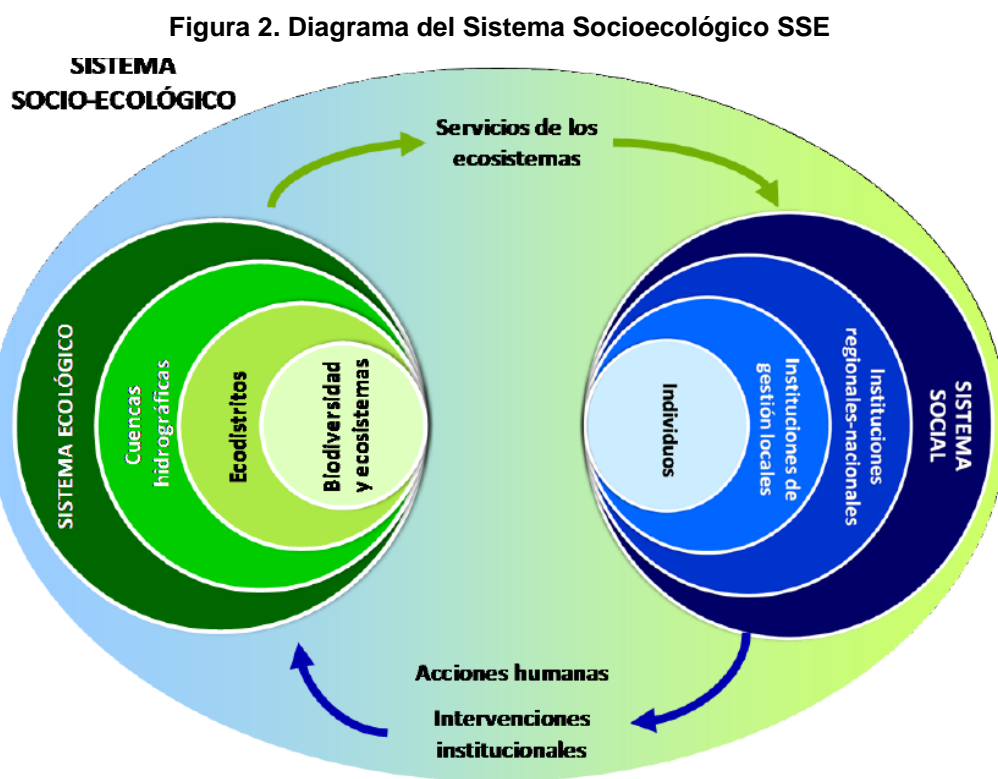 Figura 2. Diagrama del Sistema Socioecológico SSE
SISTEMA
SOCIO-ECOLÓGICO
Servicios de los
ecosistemas
SISTEMA ECOLÓGICO
Cuencas
hidrográficas
Ecodistritos
Biodiversidad
y ecosistemas
Individuos
Instituciones de
gestión locales
Instituciones
regionales-nacionales
SISTEMA
SOCIAL
Acciones humanas
Intervenciones
institucionales